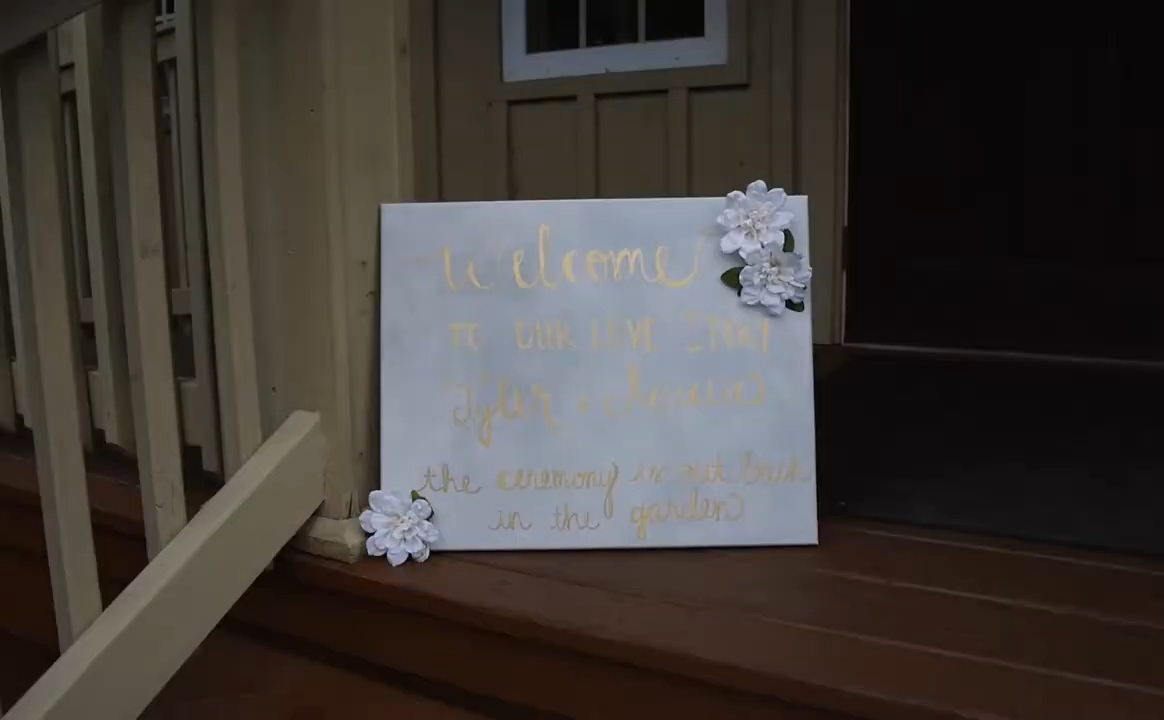 Welcome
TO OUR LOVE STORY
Tyler &
the ceremony is out back
in the garden